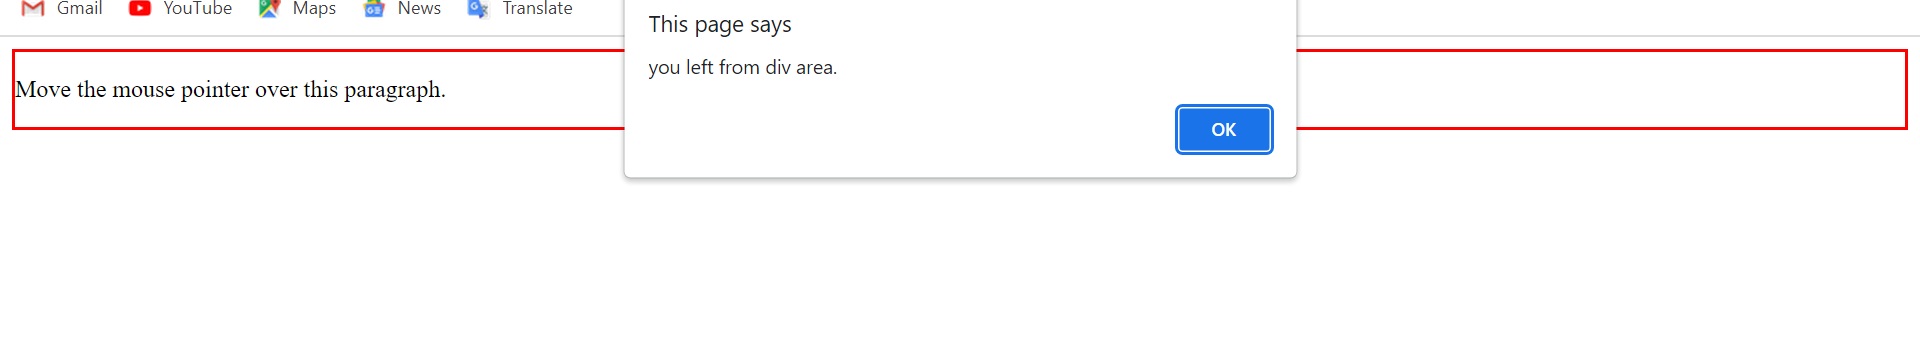 Gmail YouTube Maps News Translate
This page says
you left from div area.
Move the mouse pointer over this paragraph.
OK